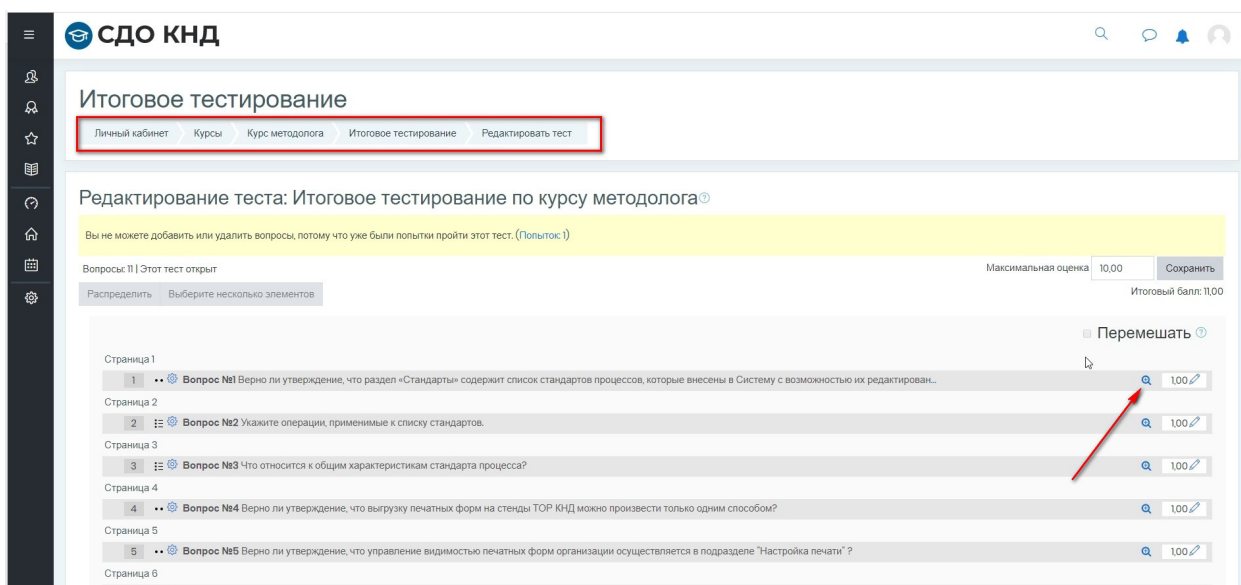 СДО КНД
Итоговое тестирование
Личный кабинет Курсы Курс методолога Итоговое тестирование Редактировать тест
Редактирование теста: Итоговое тестирование по курсу методолога
Вы не можете добавить или удалить вопросы, потому что уже были попытки пройти этот тест. (Попыток: 1)
Вопросы: 11 | Этот тест открыт Максимальная оценка 10,00 Сохранить
Распределить Выберите несколько элементов Итоговый балл: 11,00
Перемешать
Страница 1
1 Вопрос №1 Верно ли утверждение, что раздел «Стандарты» содержит список стандартов процессов, которые внесены в Систему с возможностью их редактирован... 1,00
Страница 2
2 Вопрос №2 Укажите операции, применимые к списку стандартов. 1,00
Страница 3
3 Вопрос №3 Что относится к общим характеристикам стандарта процесса? 1,00
Страница 4
4 Вопрос №4 Верно ли утверждение, что выгрузку печатных форм на стенды ТОР КНД можно произвести только одним способом? 1,00
Страница 5
5 Вопрос №5 Верно ли утверждение, что управление видимостью печатных форм организации осуществляется в подразделе "Настройка печати" ? 1,00
Страница 6